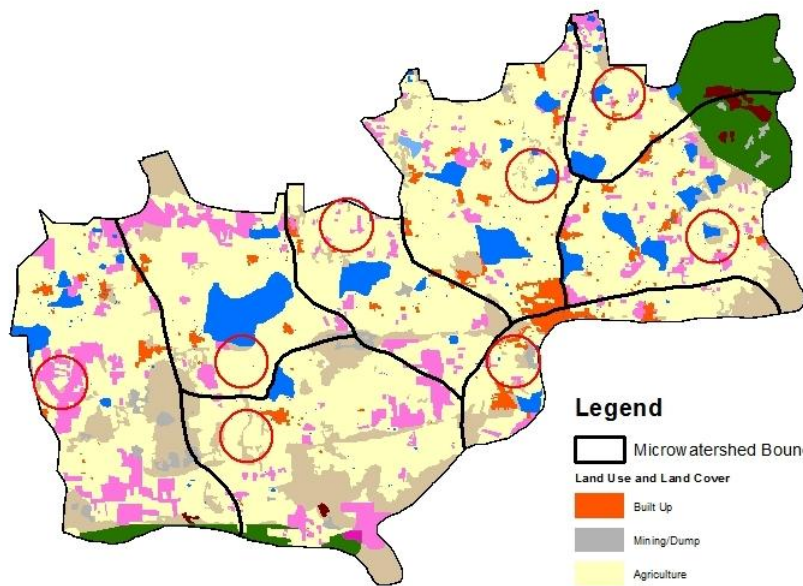 Legend
Microwatershed Boun
Land Use and Land Cover
Built Up
Mining/Dump
Agriculture